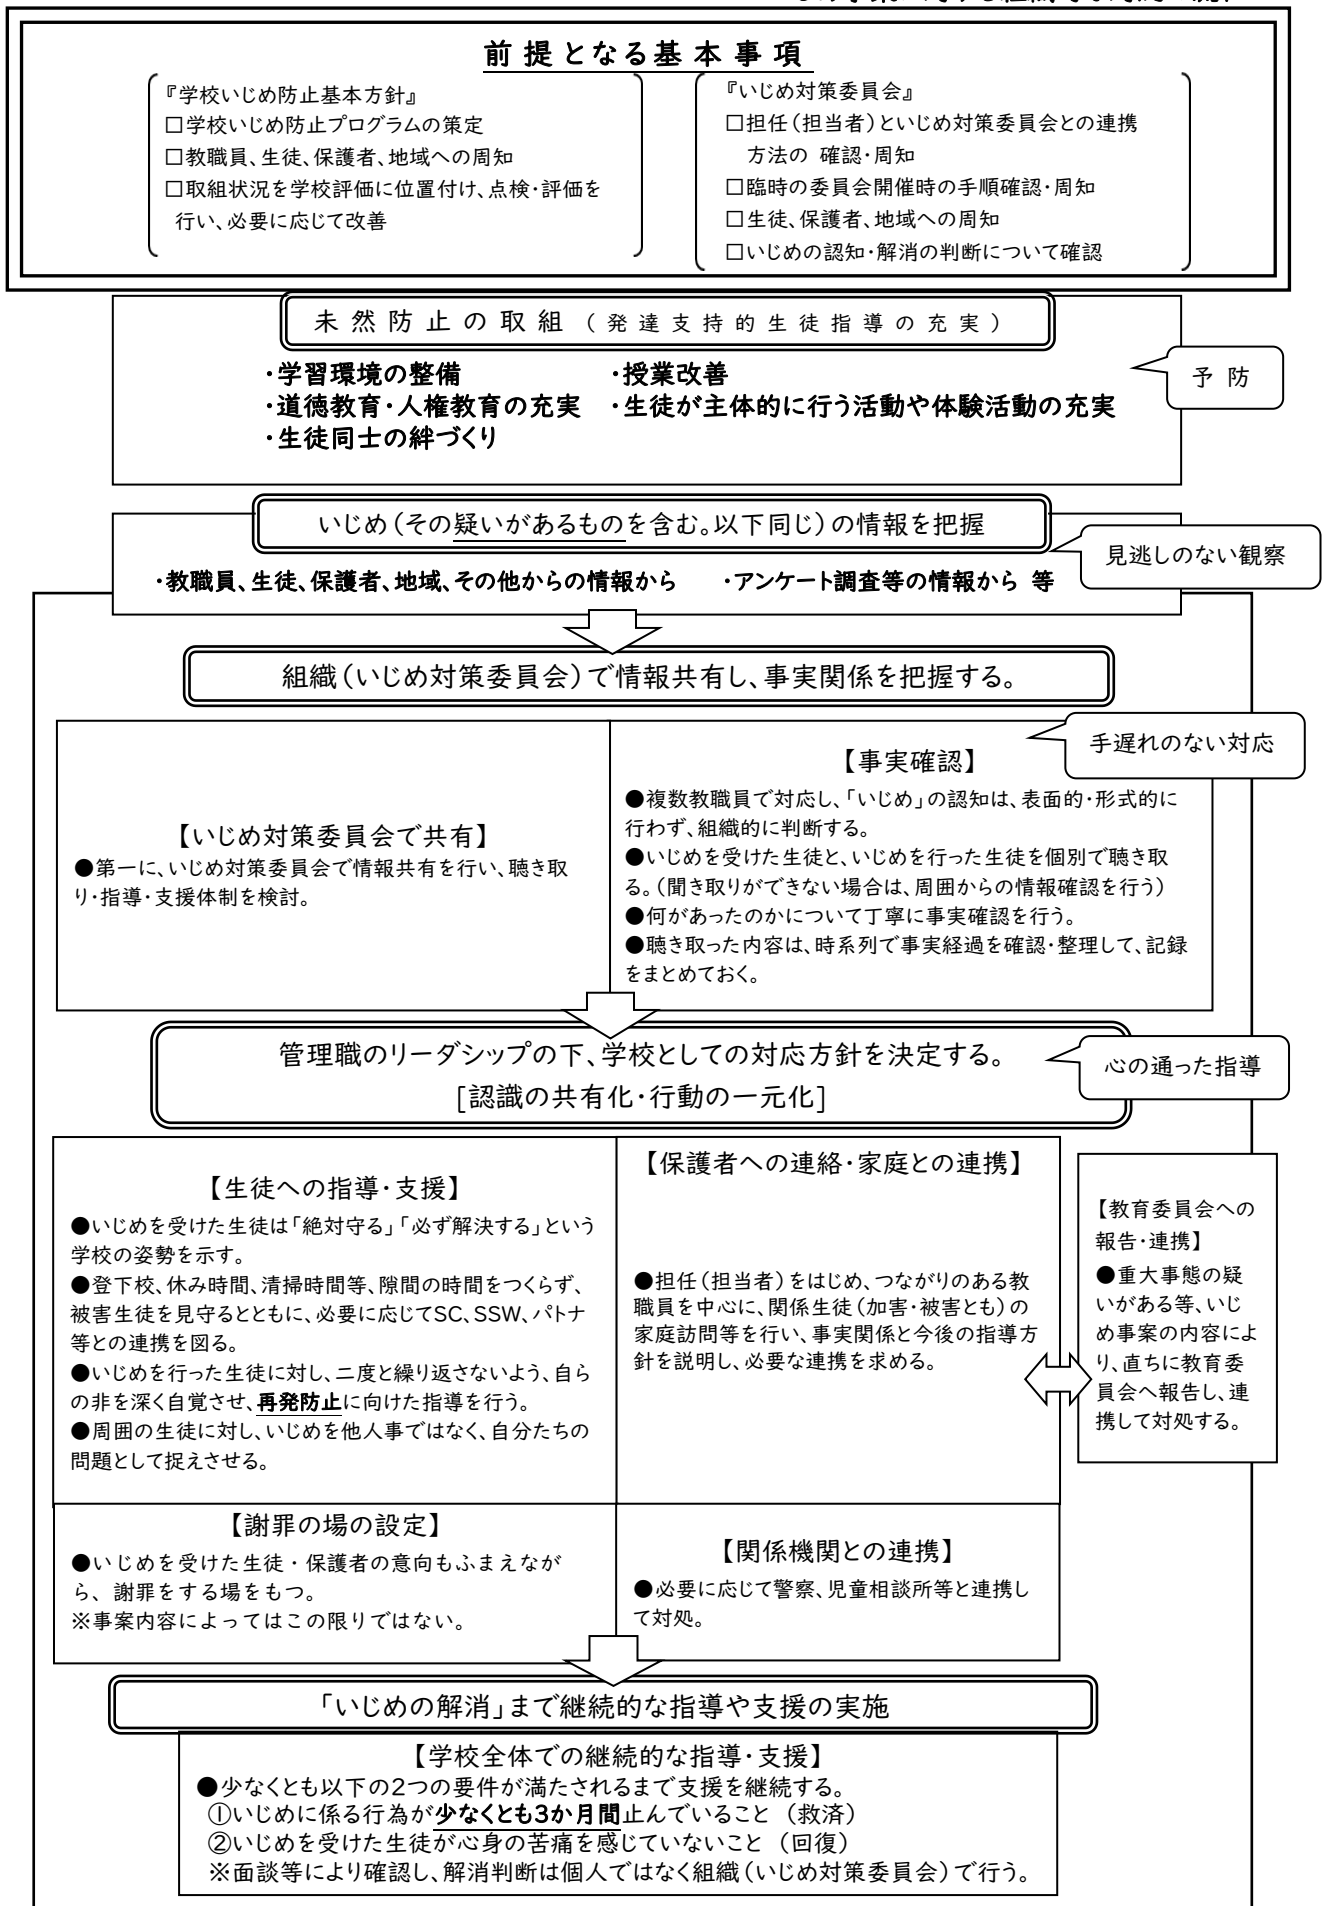 前提となる基本事項
『学校いじめ防止基本方針』
□学校いじめ防止プログラムの策定
□教職員、生徒、保護者、地域への周知
□取組状況を学校評価に位置付け、点検・評価を
行い、必要に応じて改善
『いじめ対策委員会』
□担任（担当者）といじめ対策委員会との連携
方法の 確認・周知
□臨時の委員会開催時の手順確認・周知
□生徒、保護者、地域への周知
□いじめの認知・解消の判断について確認
未然防止の取組（発達支持的生徒指導の充実）
・学習環境の整備　・授業改善
・道徳教育・人権教育の充実　・生徒が主体的に行う活動や体験活動の充実
・生徒同士の絆づくり
予 防
いじめ（その疑いがあるものを含む。以下同じ）の情報を把握
見逃しのない観察
・教職員、生徒、保護者、地域、その他からの情報から　・アンケート調査等の情報から 等
組織（いじめ対策委員会）で情報共有し、事実関係を把握する。
手遅れのない対応
【いじめ対策委員会で共有】
●第一に、いじめ対策委員会で情報共有を行い、聴き取
り・指導・支援体制を検討。
【事実確認】
●複数教職員で対応し、「いじめ」の認知は、表面的・形式的に
行わず、組織的に判断する。
●いじめを受けた生徒と、いじめを行った生徒を個別で聴き取
る。（聞き取りができない場合は、周囲からの情報確認を行う）
●何があったのかについて丁寧に事実確認を行う。
●聴き取った内容は、時系列で事実経過を確認・整理して、記録
をまとめておく。
管理職のリーダシップの下、学校としての対応方針を決定する。
[認識の共有化・行動の一元化]
心の通った指導
【生徒への指導・支援】
●いじめを受けた生徒は「絶対守る」「必ず解決する」という
学校の姿勢を示す。
●登下校、休み時間、清掃時間等、隙間の時間をつくらず、
被害生徒を見守るとともに、必要に応じてSC、SSW、パトナ
等との連携を図る。
●いじめを行った生徒に対し、二度と繰り返さないよう、自ら
の非を深く自覚させ、再発防止に向けた指導を行う。
●周囲の生徒に対し、いじめを他人事ではなく、自分たちの
問題として捉えさせる。
【保護者への連絡・家庭との連携】
●担任（担当者）をはじめ、つながりのある教
職員を中心に、関係生徒（加害・被害とも）の
家庭訪問等を行い、事実関係と今後の指導方
針を説明し、必要な連携を求める。
【教育委員会への
報告・連携】
●重大事態の疑
いがある等、いじ
め事案の内容によ
り、直ちに教育委
員会へ報告し、連
携して対処する。
【謝罪の場の設定】
●いじめを受けた生徒・保護者の意向もふまえなが
ら、謝罪をする場をもつ。
※事案内容によってはこの限りではない。
【関係機関との連携】
●必要に応じて警察、児童相談所等と連携し
て対処。
「いじめの解消」まで継続的な指導や支援の実施
【学校全体での継続的な指導・支援】
●少なくとも以下の２つの要件が満たされるまで支援を継続する。
①いじめに係る行為が少なくとも３か月間止んでいること （救済）
②いじめを受けた生徒が心身の苦痛を感じていないこと （回復）
※面談等により確認し、解消判断は個人ではなく組織（いじめ対策委員会）で行う。